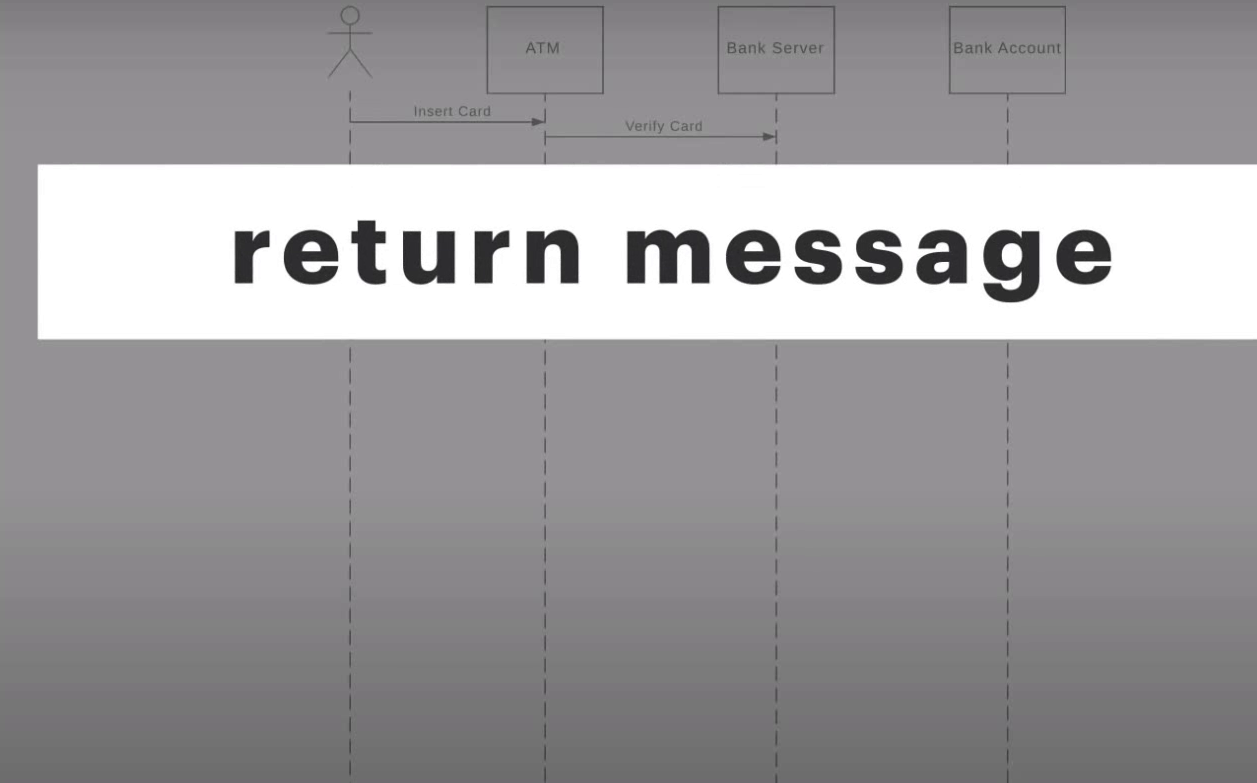 ATM
Bank Server
Bank Account
Insert Card
Verify Card
return message